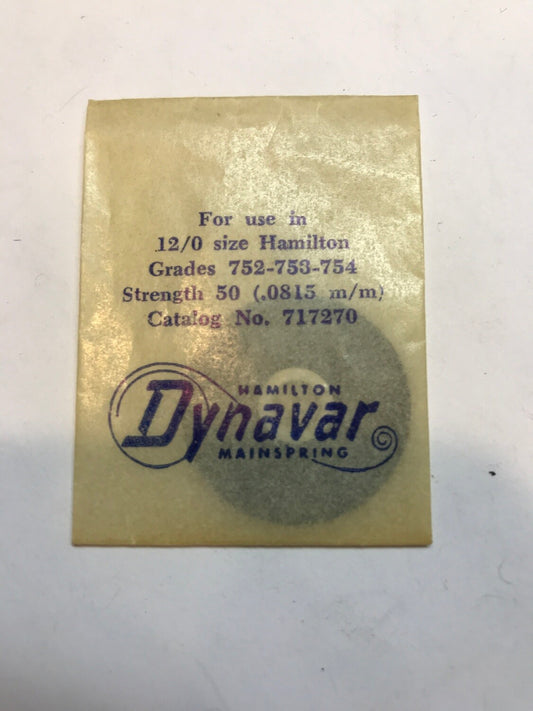 For use in
12/0 size Hamilton
Grades 752-753-754
Strength 50 (.0815 m/m)
Catalog No. 717270
HAMILTON
Dynavar
MAINSPRING